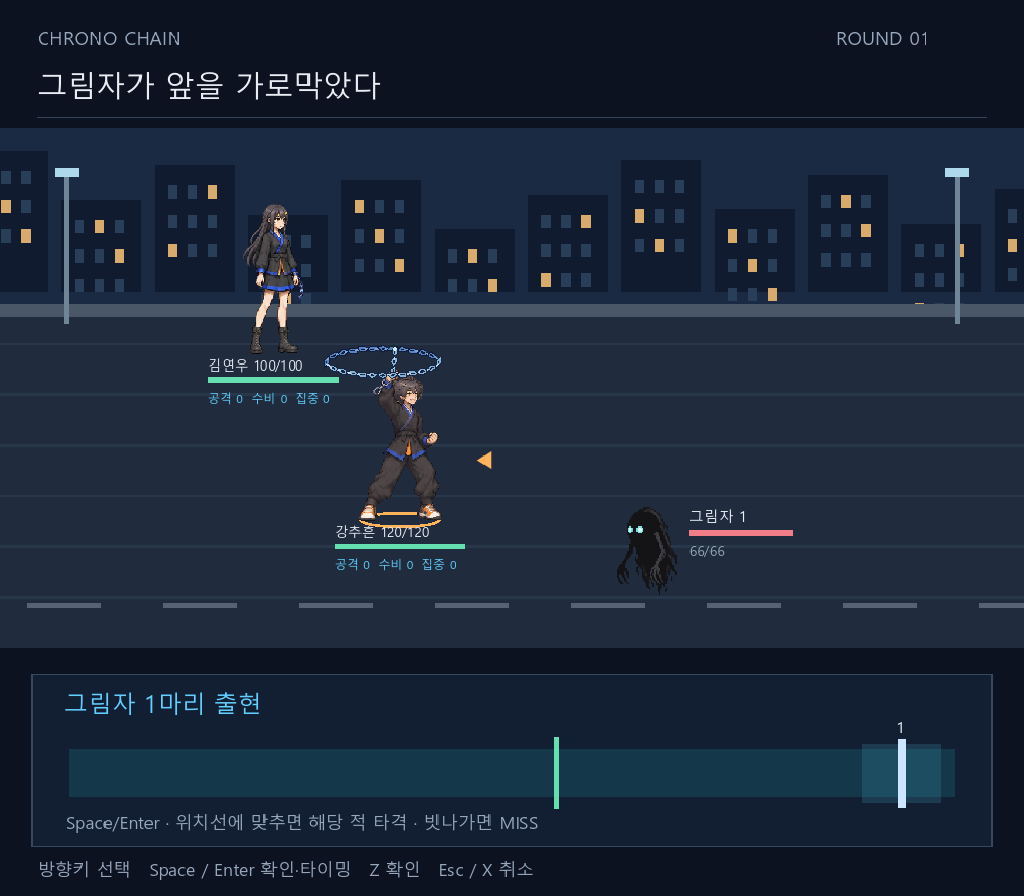 CHRONO CHAIN
ROUND 01
그림자가 앞을 가로막았다
김연우 100/100
공격 0 수비 0 집중 0
강추흔 120/120
공격 0 수비 0 집중 0
그림자 1
66/66
그림자 1마리 출현
1
Space/Enter · 위치선에 맞추면 해당 적 타격 · 빗나가면 MISS
방향키 선택 Space / Enter 확인·타이밍 Z 확인 Esc / X 취소